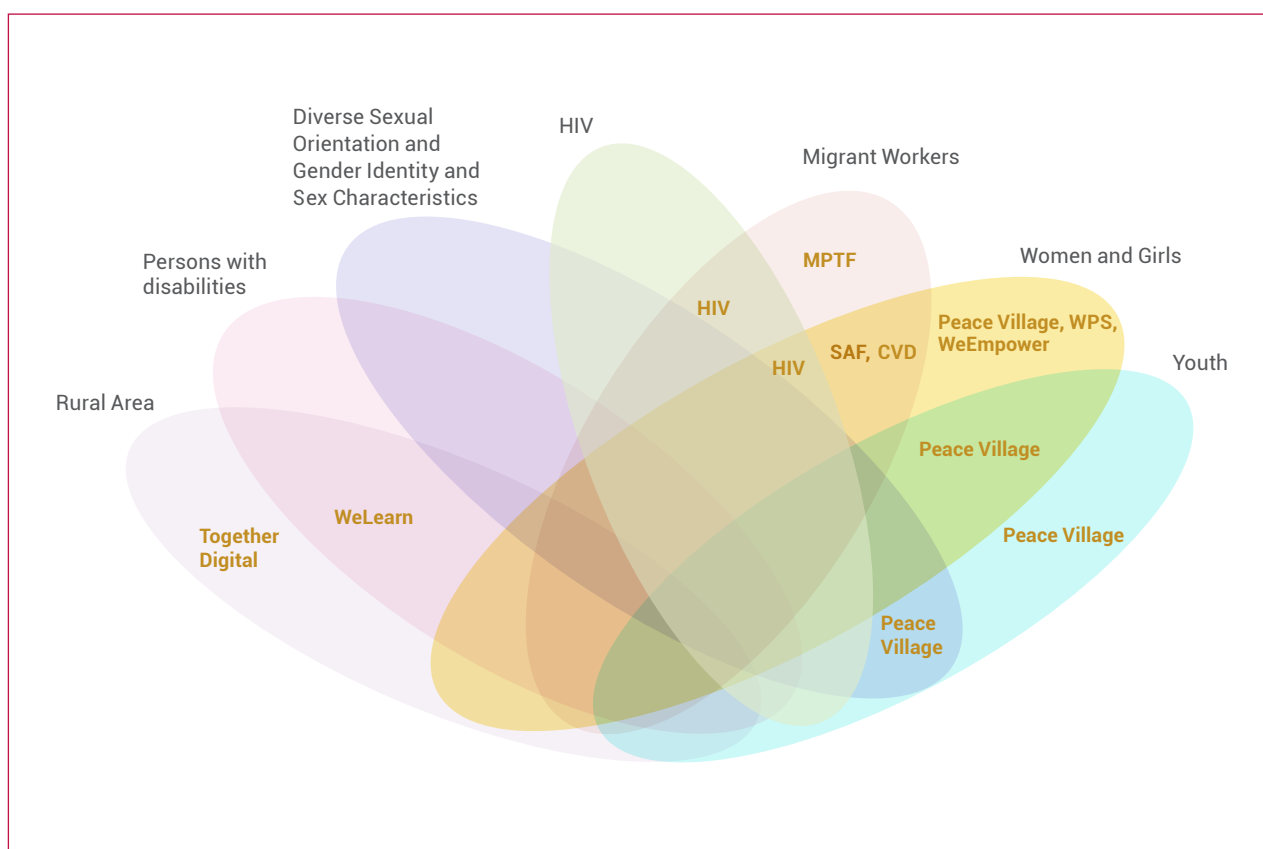 Diverse Sexual
Orientation and
Gender Identity and
Sex Characteristics
HIV
Migrant Workers
Persons with
disabilities
Women and Girls
Rural Area
Youth
MPTF
HIV
Peace Village, WPS,
WeEmpower
SAF, CVD
HIV
Peace Village
WeLearn
Together
Digital
Peace Village
Peace
Village